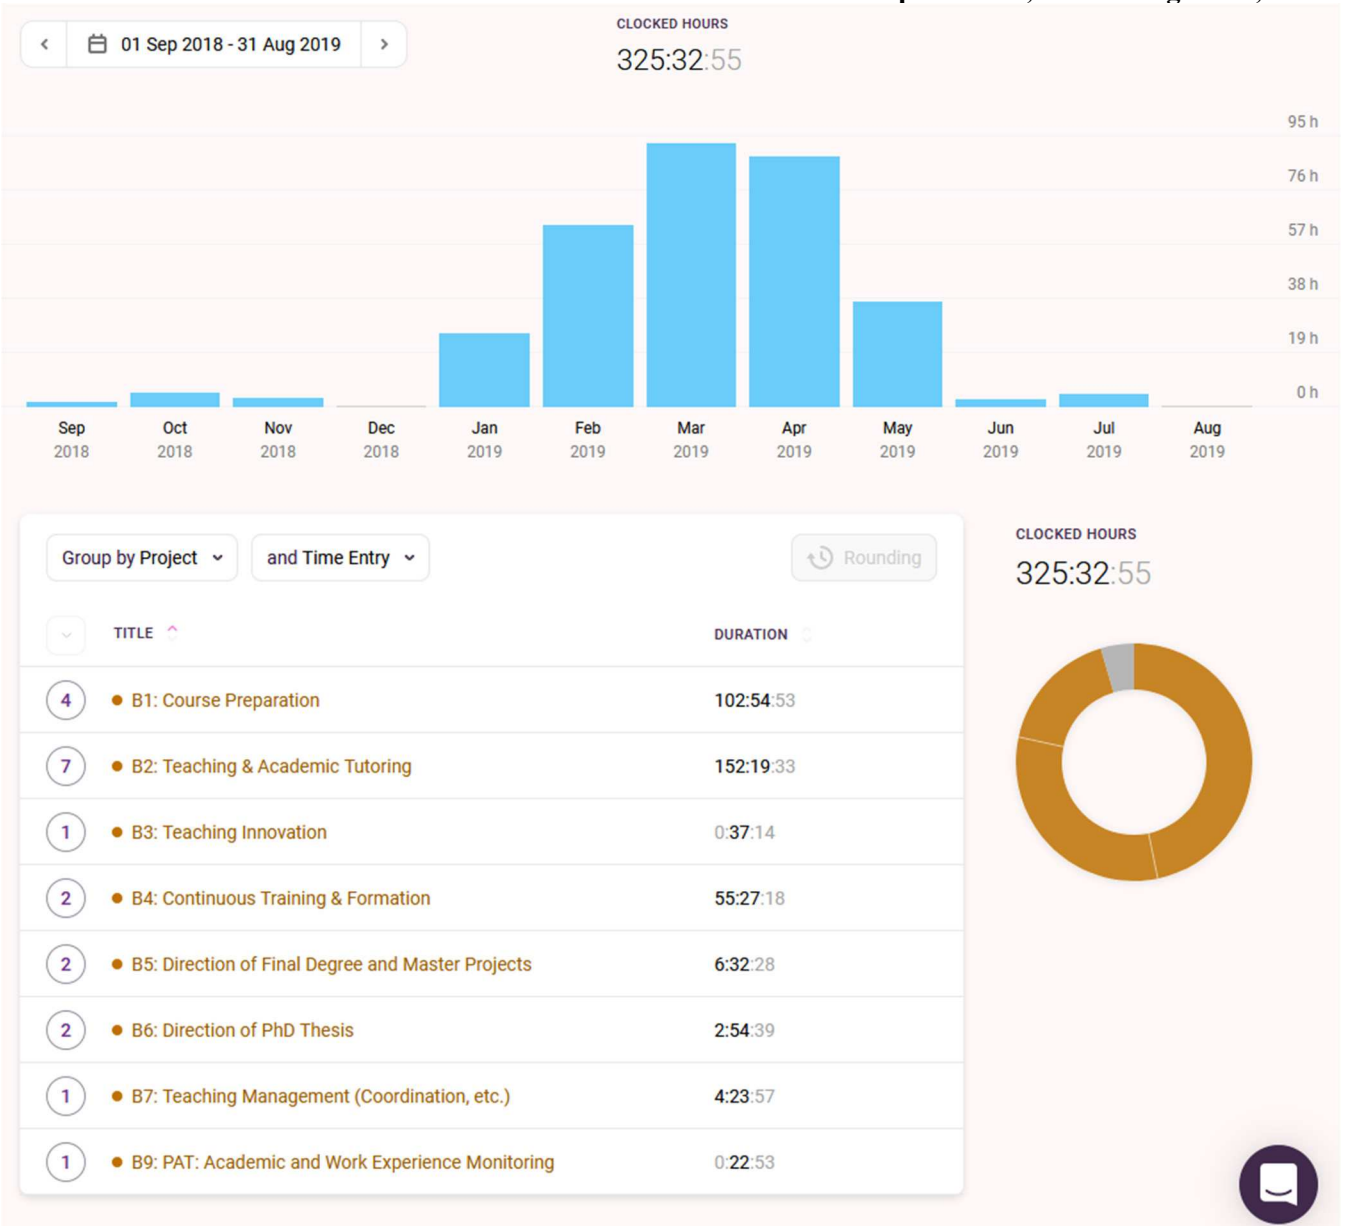 CLOCKED HOURS
01 Sep 2018 - 31 Aug 2019
325:32:55
95 h
76 h
57 h
38 h
19 h
0 h
Sep Oct Nov Dec Jan Feb Mar Apr May Jun Jul Aug
2018 2018 2018 2018 2019 2019 2019 2019 2019 2019 2019 2019
Group by Project and Time Entry Rounding
CLOCKED HOURS
325:32:55
TITLE DURATION
4 B1: Course Preparation 102:54:53
7 B2: Teaching & Academic Tutoring 152:19:33
1 B3: Teaching Innovation 0:37:14
2 B4: Continuous Training & Formation 55:27:18
2 B5: Direction of Final Degree and Master Projects 6:32:28
2 B6: Direction of PhD Thesis 2:54:39
1 B7: Teaching Management (Coordination, etc.) 4:23:57
1 B9: PAT: Academic and Work Experience Monitoring 0:22:53